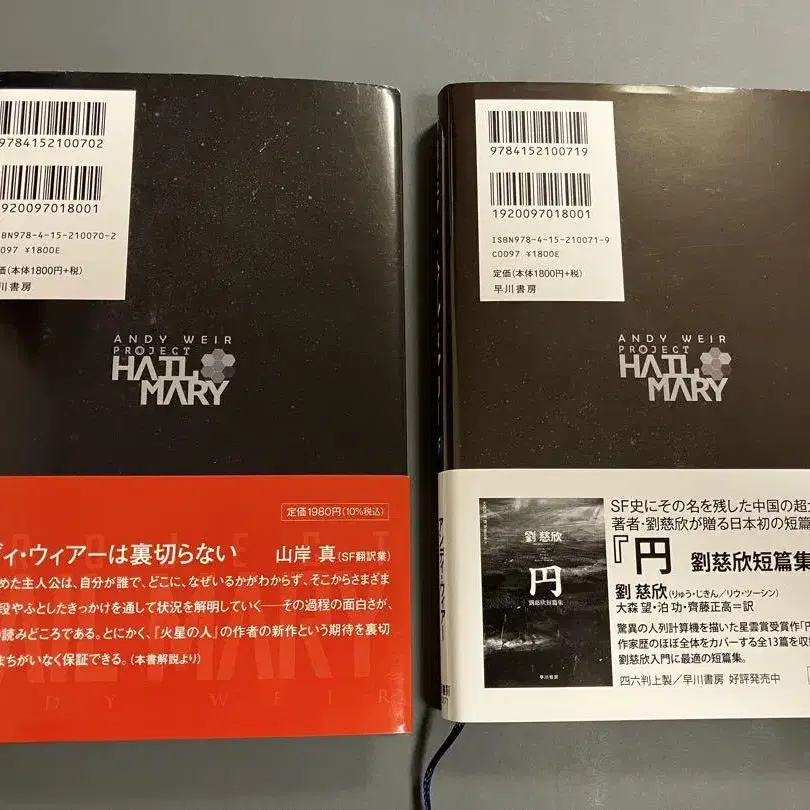 9784152100702
1920097018001
SBN978-4-15-210070-2
0097 ¥1800E
価(本体1800円+税)
川書房
ANDY WEIR
PROJECT
HAIL
MARY
定価1980円(10%税込)
ディ・ウィアーは裏切らない 山岸 真(SF翻訳業)
めた主人公は、自分が誰で、どこに、なぜいるかがわからず、そこからさまざま
段やふとしたきっかけを通して状況を解明していく——その過程の面白さが、
読みどころである。とにかく、『火星の人』の作者の新作という期待を裏切
まちがいなく保証できる。(本書解説より)
9784152100719
1920097018001
ISBN978-4-15-210071-9
C0097 ¥1800E
定価(本体1800円+税)
早川書房
ANDY WEIR
PROJECT
HAIL
MARY
アンディ・ウィアー
劉慈欣
円
劉慈欣短篇集
早川書房
SF史にその名を残した中国の超
著者・劉慈欣が贈る日本初の短篇
『円 劉慈欣短篇集
劉 慈欣(りゅう・じきん/リウ・ツーシン)
大森 望・泊 功・齊藤正高=訳
驚異の人列計算機を描いた星雲賞受賞作「円
作家歴のほぼ全体をカバーする全13篇を収
劉慈欣入門に最適の短篇集。
四六判上製/早川書房 好評発売中